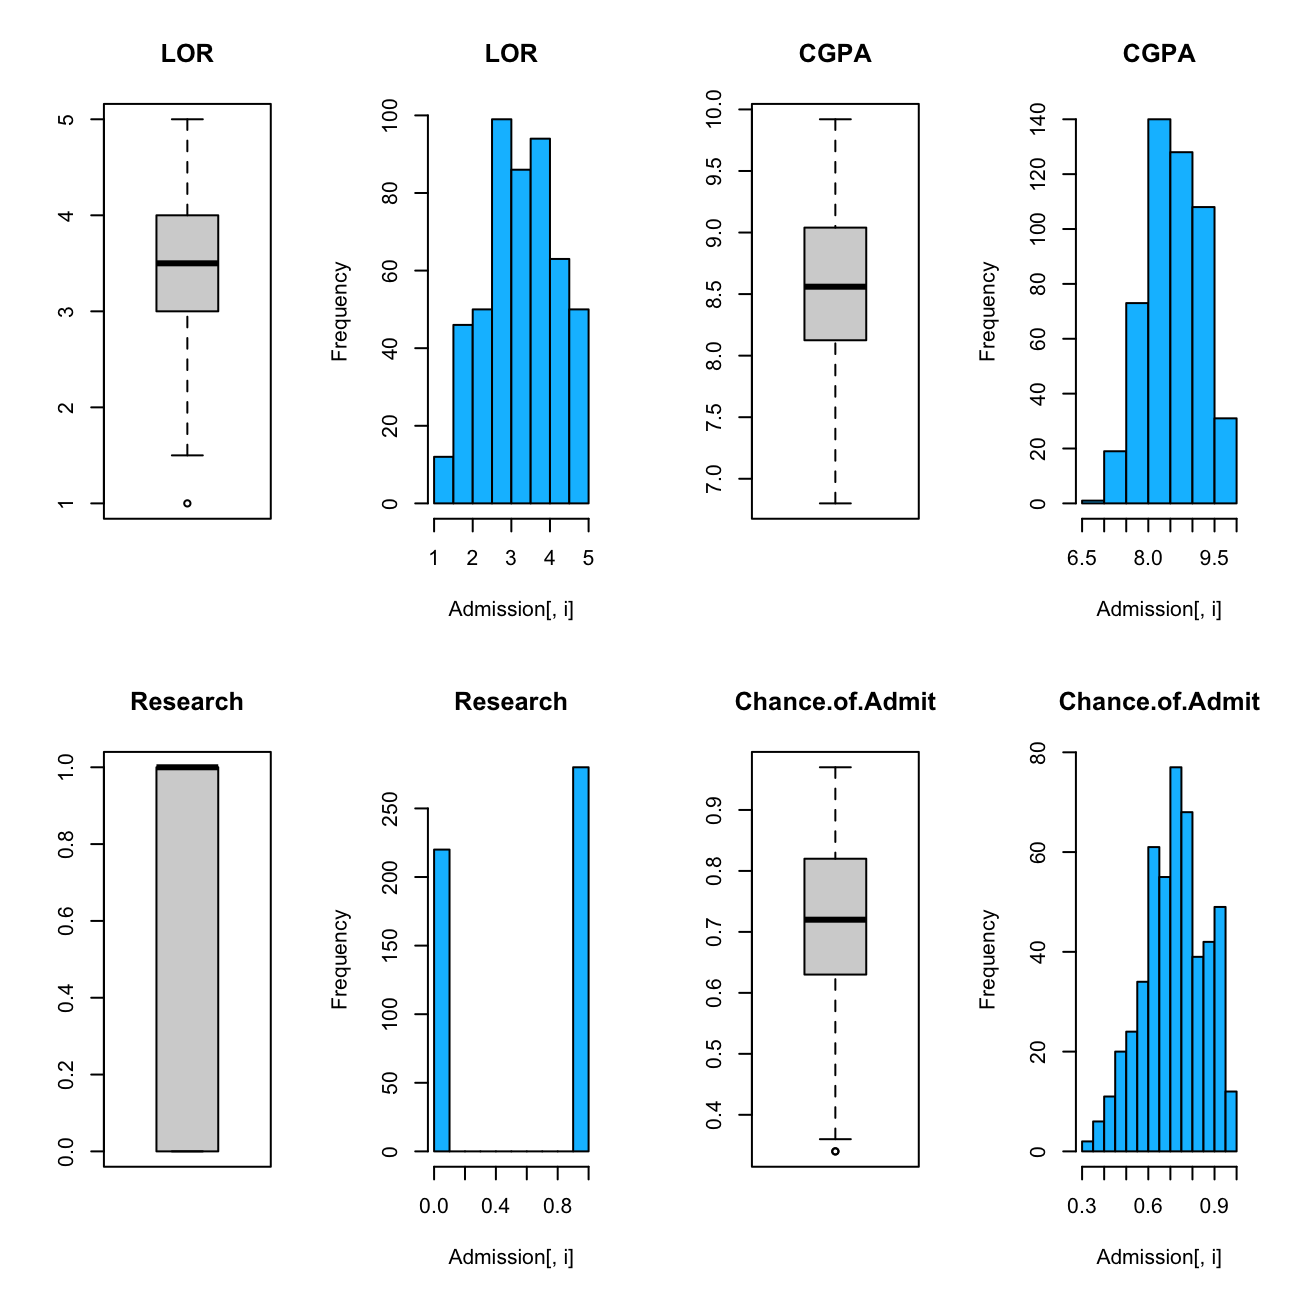 LOR
5
4
3
2
1
LOR
Frequency
100
80
60
40
20
0
1 2 3 4 5
Admission[, i]
CGPA
10.0
9.5
9.0
8.5
8.0
7.5
7.0
CGPA
Frequency
140
120
100
80
60
40
20
0
6.5 8.0 9.5
Admission[, i]
Research
1.0
0.8
0.6
0.4
0.2
0.0
Research
Frequency
250
200
150
100
50
0
0.0 0.4 0.8
Admission[, i]
Chance.of.Admit
0.9
0.8
0.7
0.6
0.5
0.4
Chance.of.Admit
Frequency
80
60
40
20
0
0.3 0.6 0.9
Admission[, i]